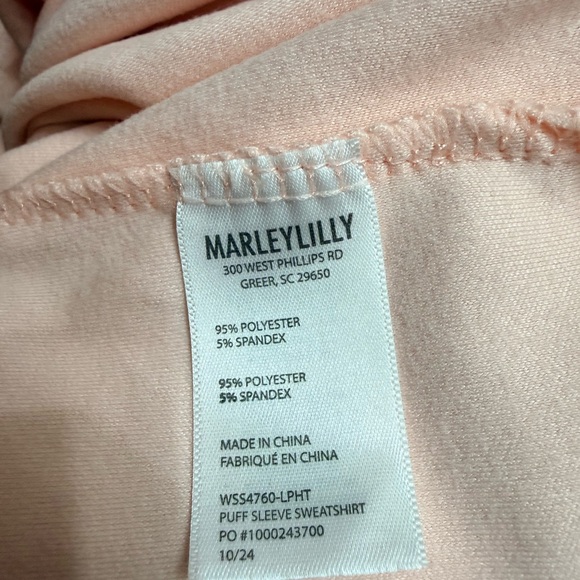 MARLEYLILLY
300 WEST PHILLIPS RD
GREER, SC 29650
95% POLYESTER
5% SPANDEX
95% POLYESTER
5% SPANDEX
MADE IN CHINA
FABRIQUÉ EN CHINA
WSS4760-LPHT
PUFF SLEEVE SWEATSHIRT
PO #1000243700
10/24